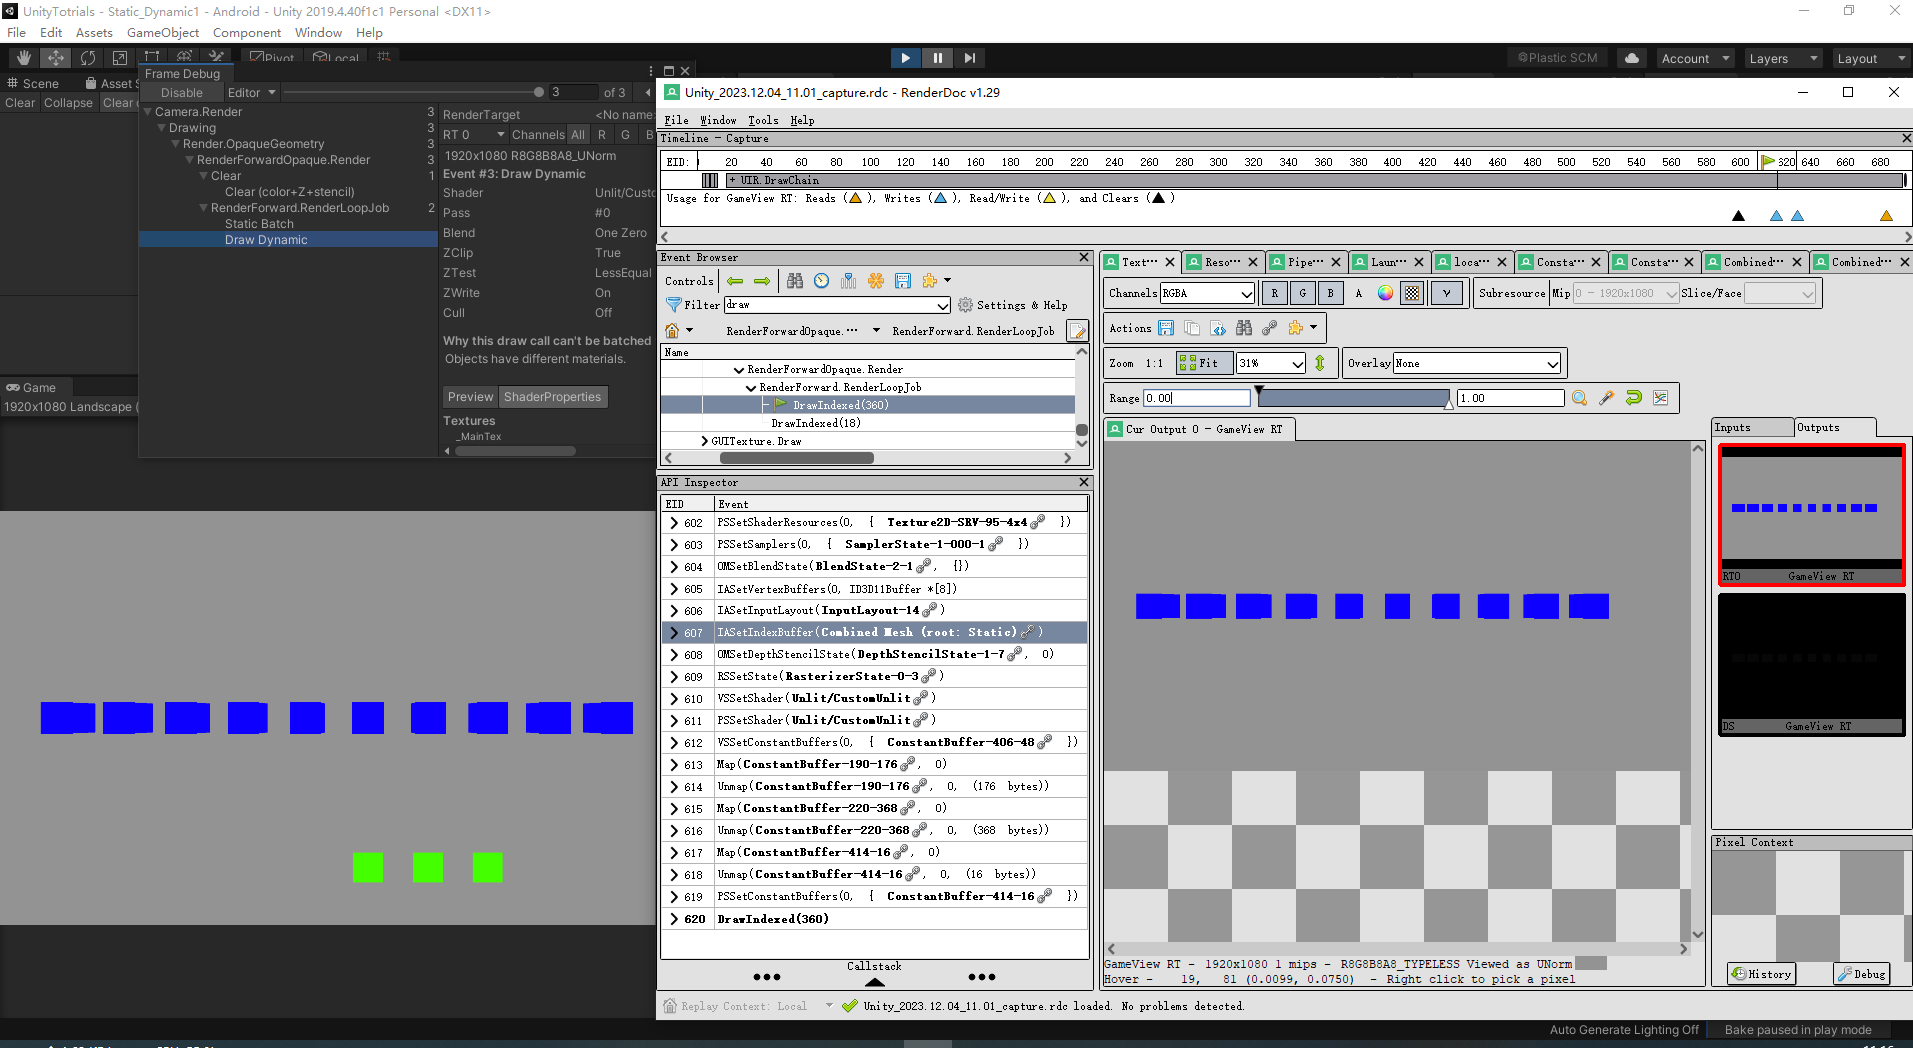 UnityTotrials - Static_Dynamic1 - Android - Unity 2019.4.40f1c1 Personal <DX11>
File Edit Assets GameObject Component Window Help
Pivot Local
Plastic SCM Account Layers Layout
Scene Asset S
Clear Collapse Clear
Frame Debug
Disable Editor 3 of 3
Camera.Render 3
Drawing 3
Render.OpaqueGeometry 3
RenderForwardOpaque.Render 3
Clear 1
Clear (color+Z+stencil)
RenderForward.RenderLoopJob 2
Static Batch
Draw Dynamic
RenderTarget <No name>
RT 0 Channels All R G B
1920x1080 R8G8B8A8_UNorm
Event #3: Draw Dynamic
Shader Unlit/Custo
Pass #0
Blend One Zero
ZClip True
ZTest LessEqual
ZWrite On
Cull Off
Why this draw call can't be batched
Objects have different materials.
Preview ShaderProperties
Textures
_MainTex
Game
1920x1080 Landscape (
Unity_2023.12.04_11.01_capture.rdc - RenderDoc v1.29
File Window Tools Help
Timeline - Capture
EID: 20 40 60 80 100 120 140 160 180 200 220 240 260 280 300 320 340 360 380 400 420 440 460 480 500 520 540 560 580 600 620 640 660 680
+ UIR.DrawChain
Usage for GameView RT: Reads ( ), Writes ( ), Read/Write ( ), and Clears ( )
Event Browser
Controls
Filter draw Settings & Help
RenderForwardOpaque.··· RenderForward.RenderLoopJob
Name
RenderForwardOpaque.Render
RenderForward.RenderLoopJob
DrawIndexed(360)
DrawIndexed(18)
GUITexture.Draw
API Inspector
EID Event
602 PSSetShaderResources(0, { Texture2D-SRV-95-4x4 })
603 PSSetSamplers(0, { SamplerState-1-000-1 })
604 OMSetBlendState(BlendState-2-1 , {})
605 IASetVertexBuffers(0, ID3D11Buffer *[8])
606 IASetInputLayout(InputLayout-14 )
607 IASetIndexBuffer(Combined Mesh (root: Static) )
608 OMSetDepthStencilState(DepthStencilState-1-7 , 0)
609 RSSetState(RasterizerState-0-3 )
610 VSSetShader(Unlit/CustomUnlit )
611 PSSetShader(Unlit/CustomUnlit )
612 VSSetConstantBuffers(0, { ConstantBuffer-406-48 })
613 Map(ConstantBuffer-190-176 , 0)
614 Unmap(ConstantBuffer-190-176 , 0, (176 bytes))
615 Map(ConstantBuffer-220-368 , 0)
616 Unmap(ConstantBuffer-220-368 , 0, (368 bytes))
617 Map(ConstantBuffer-414-16 , 0)
618 Unmap(ConstantBuffer-414-16 , 0, (16 bytes))
619 PSSetConstantBuffers(0, { ConstantBuffer-414-16 })
620 DrawIndexed(360)
Callstack
Text··· Reso··· Pipe··· Laun··· loca··· Consta··· Consta··· Combined··· Combined···
Channels RGBA R G B A γ Subresource Mip 0 - 1920x1080 Slice/Face
Actions
Zoom 1:1 Fit 31% Overlay None
Range 0.00 1.00
Cur Output 0 - GameView RT
Inputs Outputs
RT0 GameView RT
DS GameView RT
Pixel Context
History Debug
GameView RT - 1920x1080 1 mips - R8G8B8A8_TYPELESS Viewed as UNorm
Hover - 19, 81 (0.0099, 0.0750) - Right click to pick a pixel
Replay Context: Local Unity_2023.12.04_11.01_capture.rdc loaded. No problems detected.
Auto Generate Lighting Off Bake paused in play mode